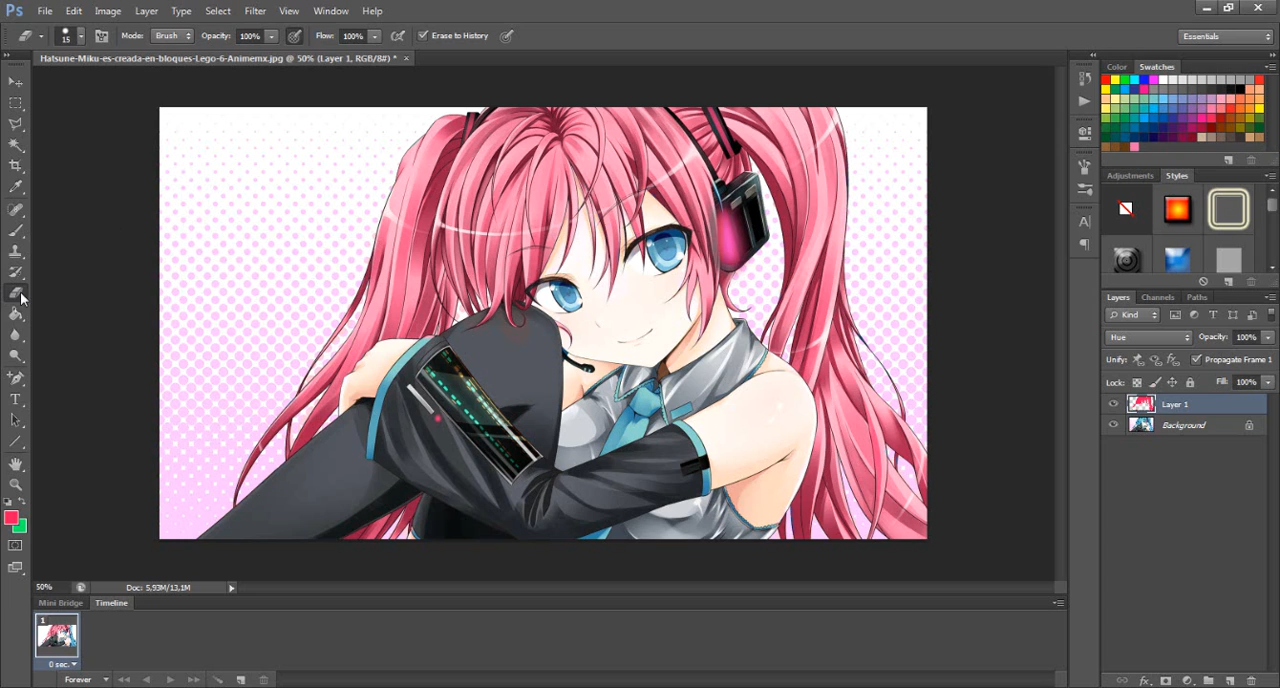 Ps File Edit Image Layer Type Select Filter View Window Help
15 Mode: Brush Opacity: 100% Flow: 100% Erase to History Essentials
Hatsune-Miku-es-creada-en-bloques-Lego-6-Animemx.jpg @ 50% (Layer 1, RGB/8#) * ×
Color Swatches
Adjustments Styles
Layers Channels Paths
Kind
Hue Opacity: 100%
Unify: Propagate Frame 1
Lock: Fill: 100%
Layer 1
Background
50% Doc: 5,93M/13,1M
Mini Bridge Timeline
1
0 sec.
Forever